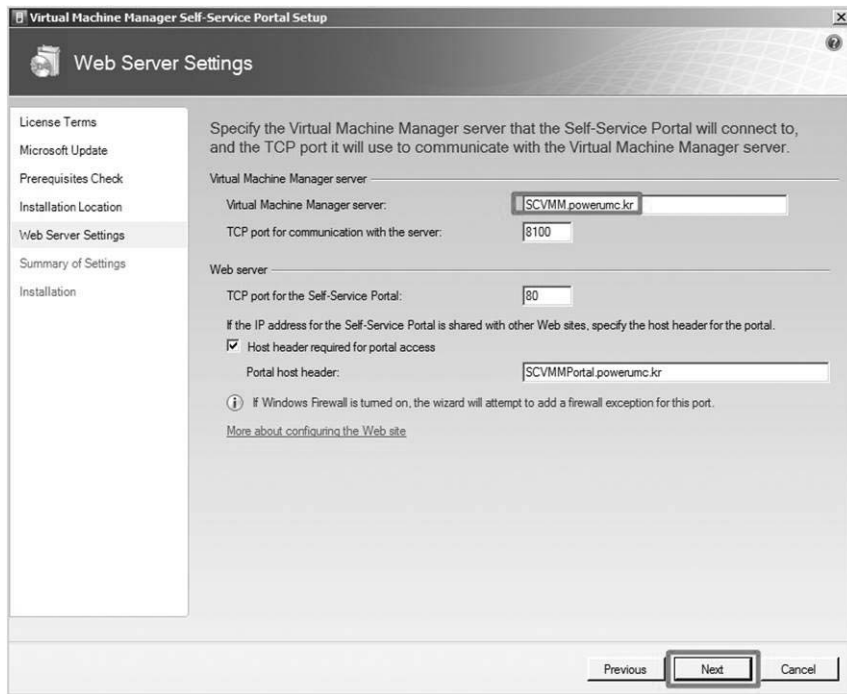 Virtual Machine Manager Self-Service Portal Setup
Web Server Settings
License Terms
Microsoft Update
Prerequisites Check
Installation Location
Web Server Settings
Summary of Settings
Installation
Specify the Virtual Machine Manager server that the Self-Service Portal will connect to,
and the TCP port it will use to communicate with the Virtual Machine Manager server.
Virtual Machine Manager server
Virtual Machine Manager server: SCVMM.powerumc.kr
TCP port for communication with the server: 8100
Web server
TCP port for the Self-Service Portal: 80
If the IP address for the Self-Service Portal is shared with other Web sites, specify the host header for the portal.
Host header required for portal access
Portal host header: SCVMMPortal.powerumc.kr
If Windows Firewall is turned on, the wizard will attempt to add a firewall exception for this port.
More about configuring the Web site
Previous Next Cancel